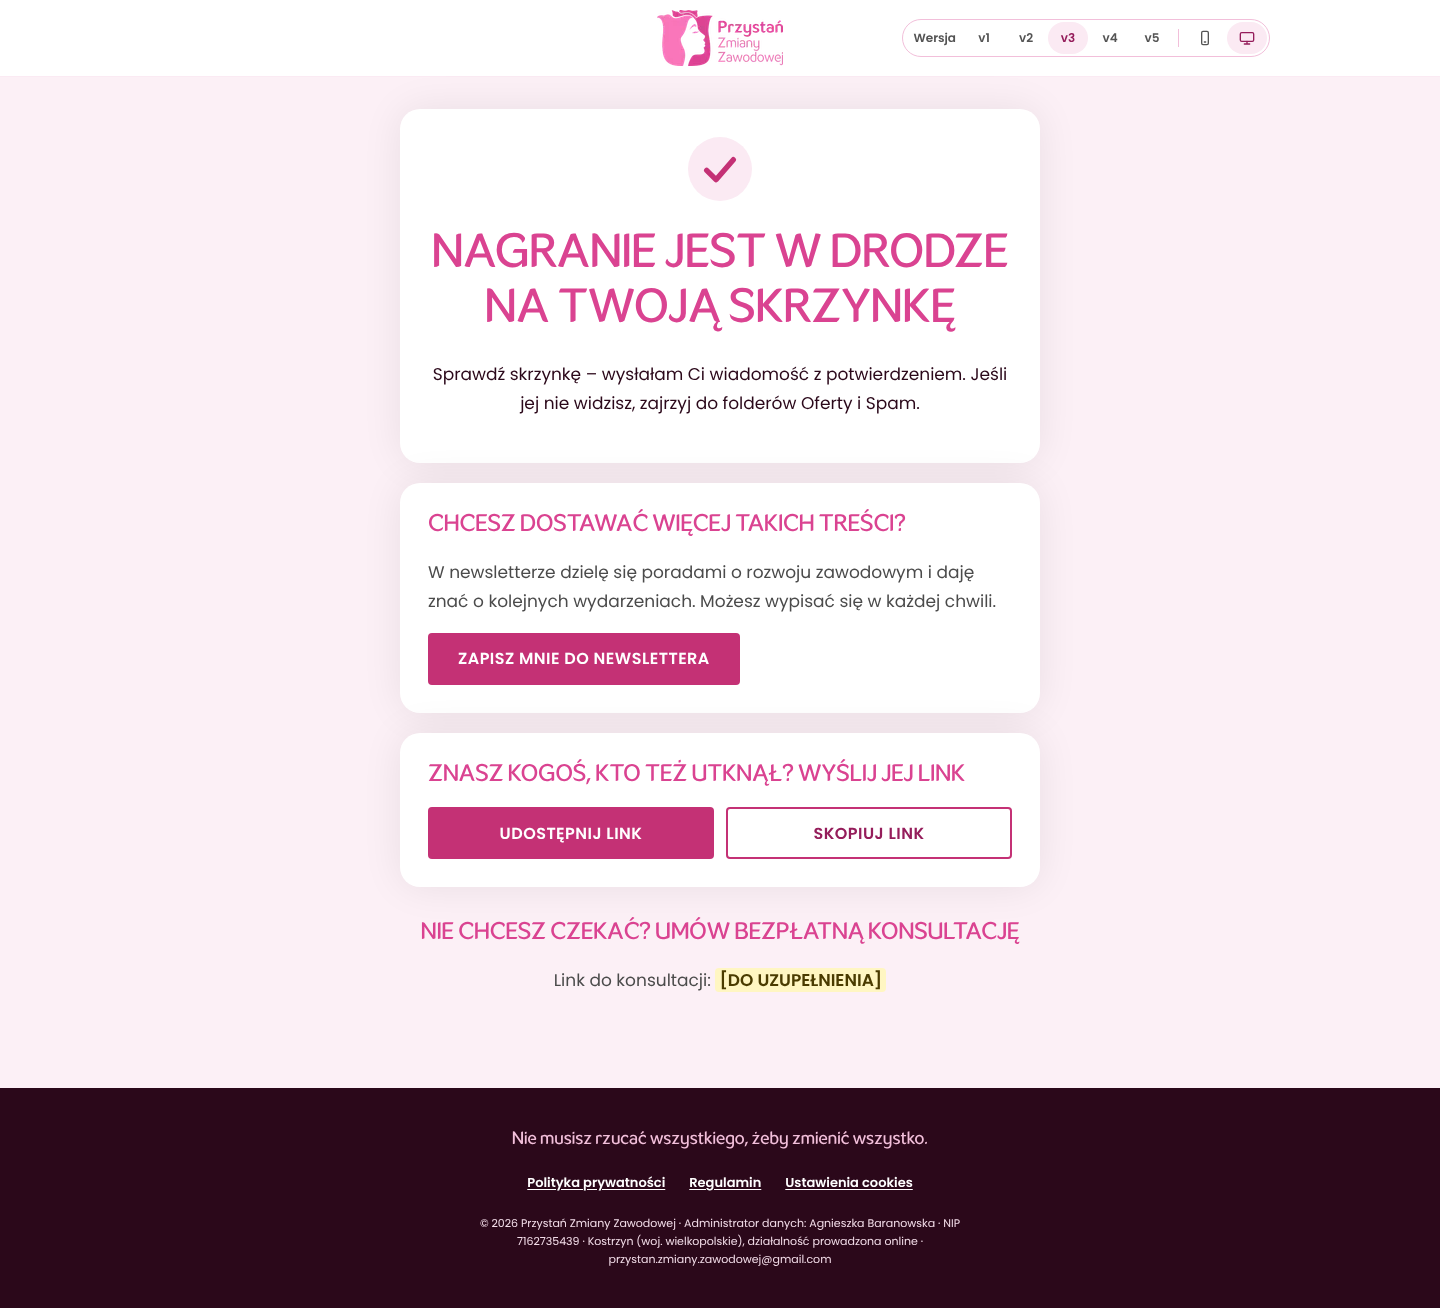 Przystań
Zmiany
Zawodowej
Wersja v1 v2 v3 v4 v5
NAGRANIE JEST W DRODZE
NA TWOJĄ SKRZYNKĘ
Sprawdź skrzynkę – wysłałam Ci wiadomość z potwierdzeniem. Jeśli
jej nie widzisz, zajrzyj do folderów Oferty i Spam.
CHCESZ DOSTAWAĆ WIĘCEJ TAKICH TREŚCI?
W newsletterze dzielę się poradami o rozwoju zawodowym i daję
znać o kolejnych wydarzeniach. Możesz wypisać się w każdej chwili.
ZAPISZ MNIE DO NEWSLETTERA
ZNASZ KOGOŚ, KTO TEŻ UTKNĄŁ? WYŚLIJ JEJ LINK
UDOSTĘPNIJ LINK SKOPIUJ LINK
NIE CHCESZ CZEKAĆ? UMÓW BEZPŁATNĄ KONSULTACJĘ
Link do konsultacji: [DO UZUPEŁNIENIA]
Nie musisz rzucać wszystkiego, żeby zmienić wszystko.
Polityka prywatności Regulamin Ustawienia cookies
© 2026 Przystań Zmiany Zawodowej · Administrator danych: Agnieszka Baranowska · NIP
7162735439 · Kostrzyn (woj. wielkopolskie), działalność prowadzona online ·
przystan.zmiany.zawodowej@gmail.com